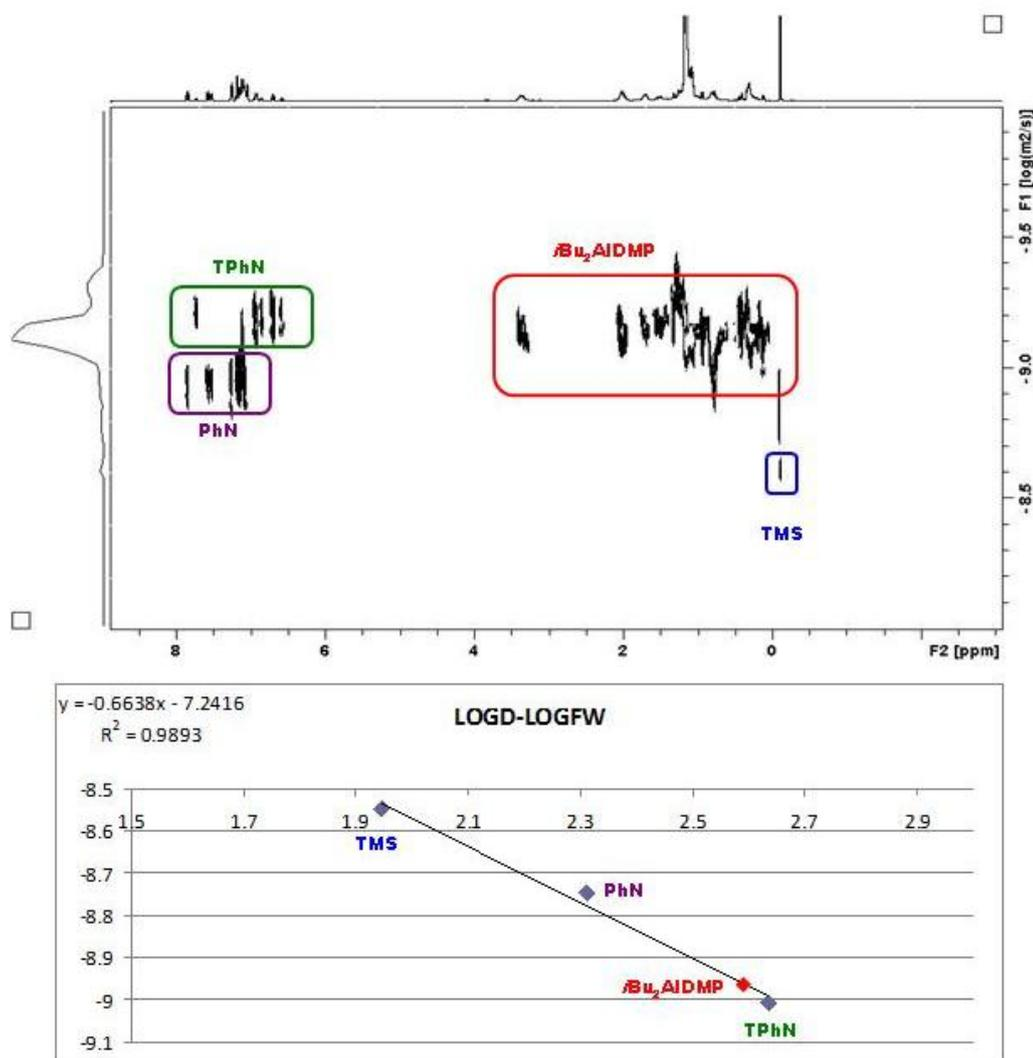 F1 [log(m2/s)]
-9.5
-9.0
-8.5
iBu₂AlDMP
TPhN
PhN
TMS
8 6 4 2 0 F2 [ppm]
y = -0.6638x - 7.2416
R² = 0.9893
LOGD-LOGFW
-8.5
-8.6
-8.7
-8.8
-8.9
-9
-9.1
1.5 1.7 1.9 2.1 2.3 2.5 2.7 2.9
TMS
PhN
iBu₂AlDMP
TPhN